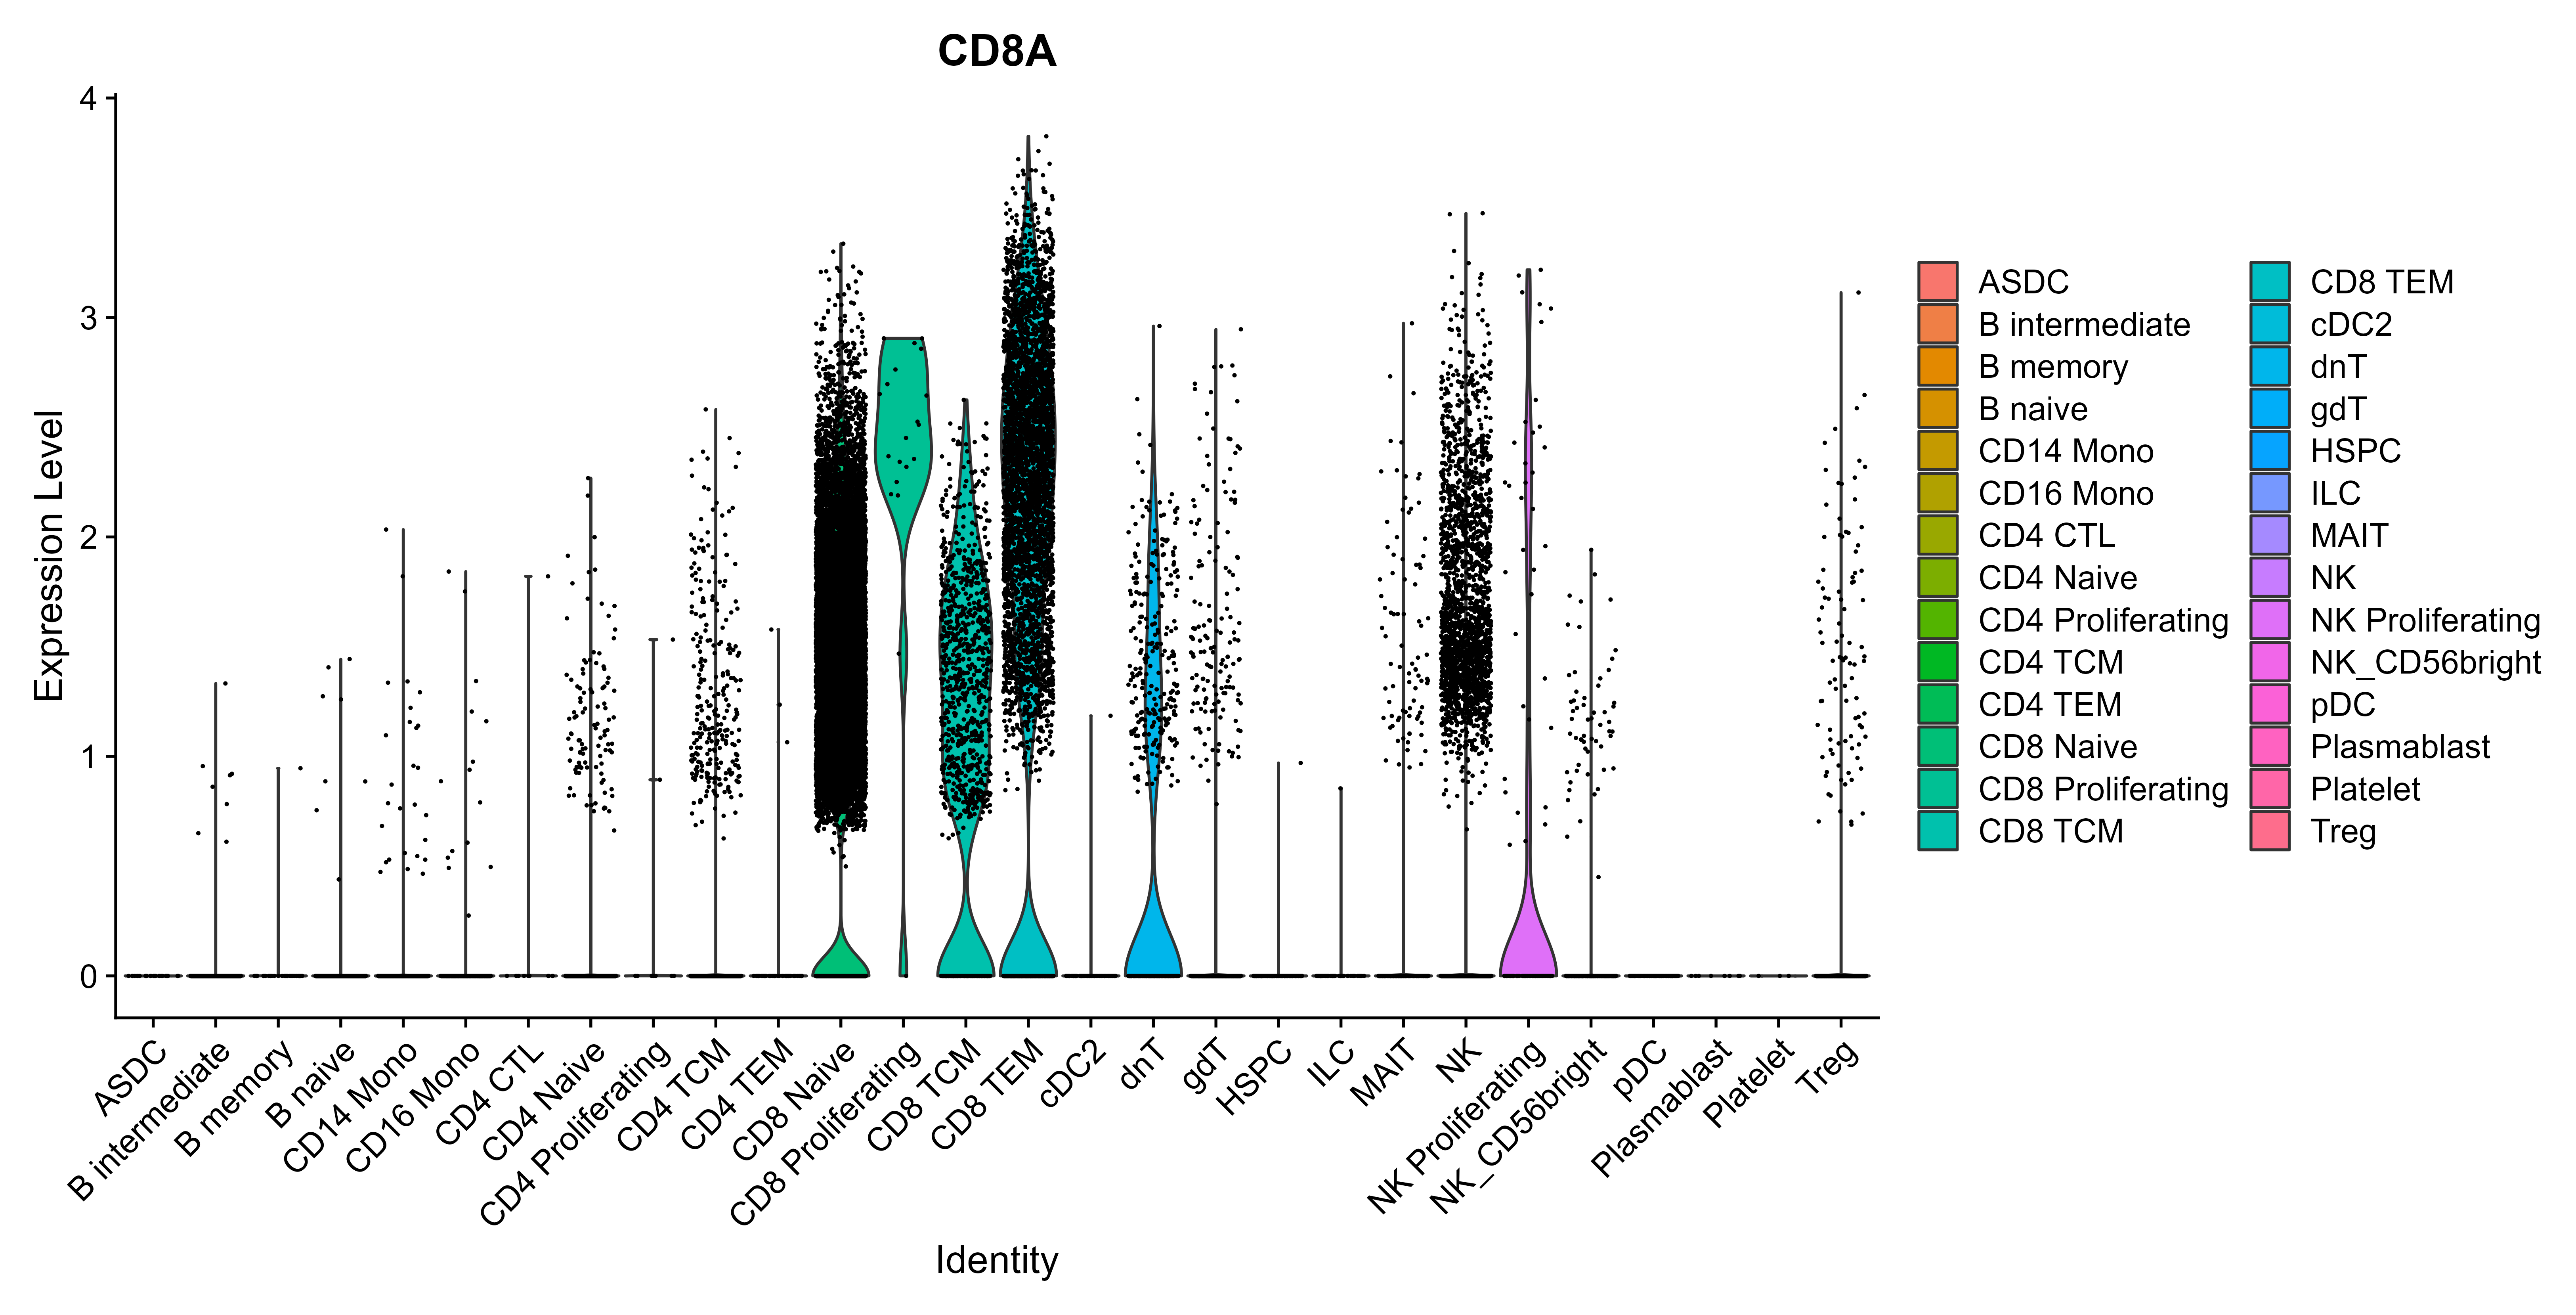 CD8A
Expression Level
4
3
2
1
0
ASDC
B intermediate
B memory
B naive
CD14 Mono
CD16 Mono
CD4 CTL
CD4 Naive
CD4 Proliferating
CD4 TCM
CD4 TEM
CD8 Naive
CD8 Proliferating
CD8 TCM
CD8 TEM
cDC2
dnT
gdT
HSPC
ILC
MAIT
NK
NK Proliferating
NK_CD56bright
pDC
Plasmablast
Platelet
Treg
Identity
ASDC
B intermediate
B memory
B naive
CD14 Mono
CD16 Mono
CD4 CTL
CD4 Naive
CD4 Proliferating
CD4 TCM
CD4 TEM
CD8 Naive
CD8 Proliferating
CD8 TCM
CD8 TEM
cDC2
dnT
gdT
HSPC
ILC
MAIT
NK
NK Proliferating
NK_CD56bright
pDC
Plasmablast
Platelet
Treg